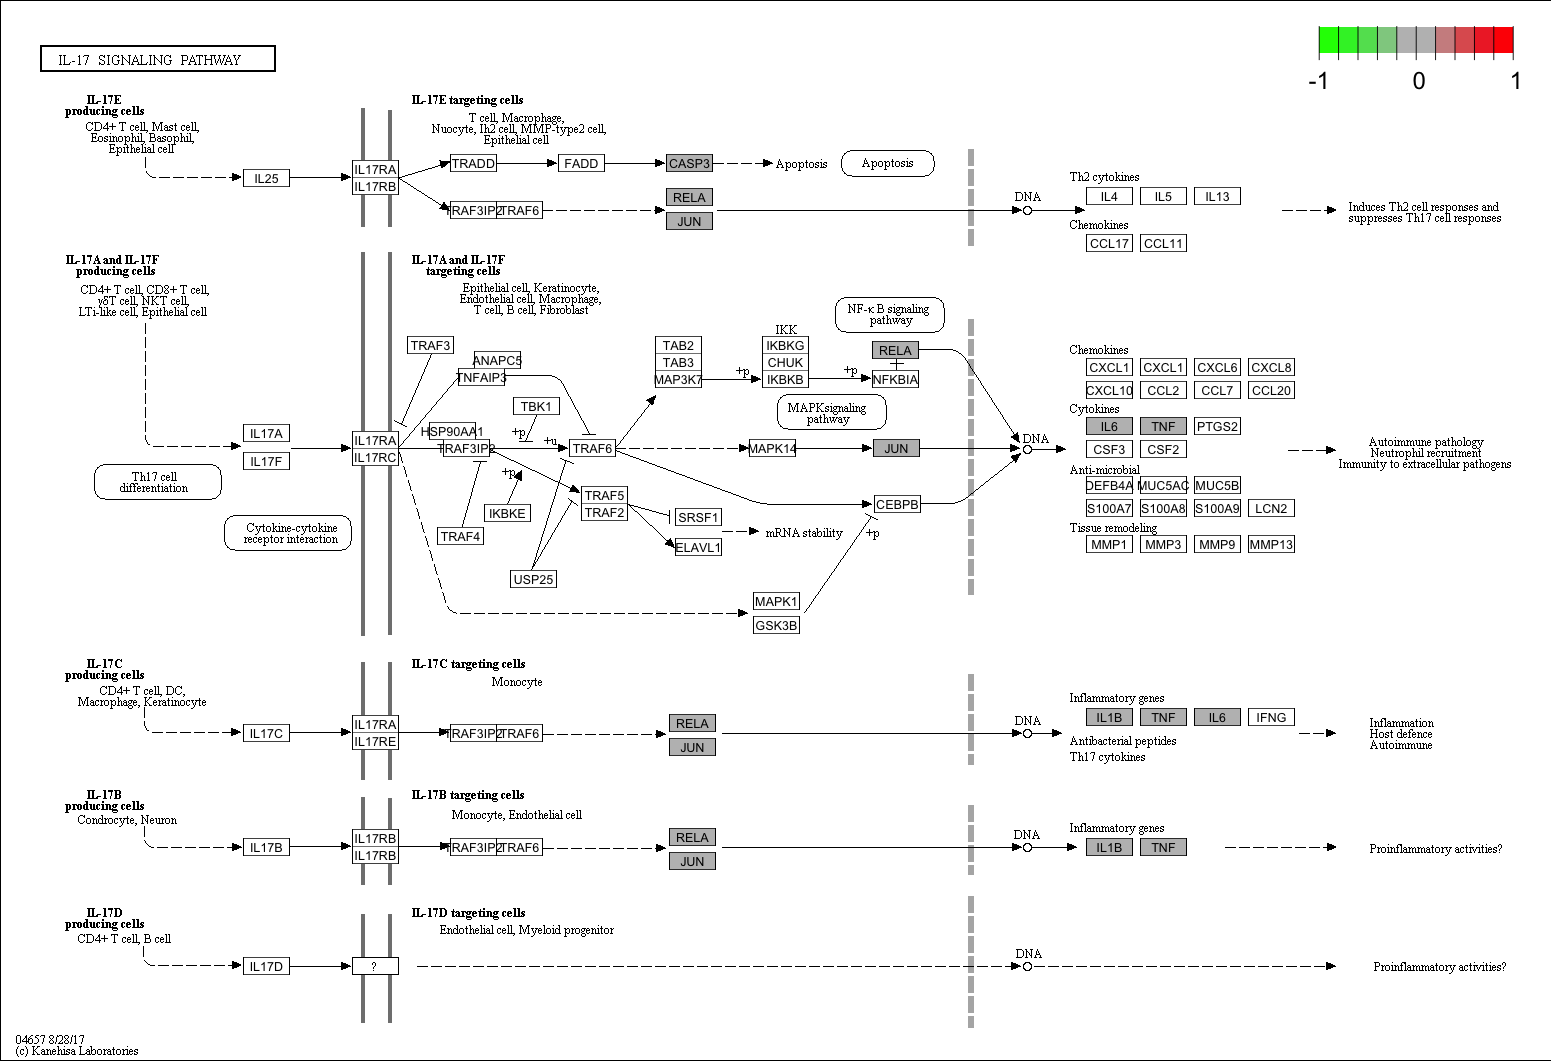 IL-17 SIGNALING PATHWAY
-1 0 1
IL-17E
producing cells
CD4+ T cell, Mast cell,
Eosinophil, Basophil,
Epithelial cell
IL25
IL17RA
IL17RB
IL-17E targeting cells
T cell, Macrophage,
Nuocyte, Ih2 cell, MMP-type2 cell,
Epithelial cell
TRADD
FADD
CASP3
Apoptosis
Apoptosis
TRAF3IP2
TRAF6
RELA
JUN
DNA
Th2 cytokines
IL4
IL5
IL13
Chemokines
CCL17
CCL11
Induces Th2 cell responses and
suppresses Th17 cell responses
IL-17A and IL-17F
producing cells
CD4+ T cell, CD8+ T cell,
γδT cell, NKT cell,
LTi-like cell, Epithelial cell
IL17A
IL17F
Th17 cell
differentiation
Cytokine-cytokine
receptor interaction
IL17RA
IL17RC
IL-17A and IL-17F
targeting cells
Epithelial cell, Keratinocyte,
Endothelial cell, Macrophage,
T cell, B cell, Fibroblast
TRAF3
ANAPC5
TNFAIP3
TBK1
HSP90AA1
TRAF3IP2
+p
+u
+p
TRAF6
IKBKE
TRAF4
USP25
TRAF5
TRAF2
SRSF1
ELAVL1
mRNA stability
TAB2
TAB3
MAP3K7
+p
IKK
IKBKG
CHUK
IKBKB
+p
NF-κ B signaling
pathway
RELA
NFKBIA
MAPK signaling
pathway
MAPK14
JUN
CEBPB
+p
MAPK1
GSK3B
DNA
Chemokines
CXCL1
CXCL1
CXCL6
CXCL8
CXCL10
CCL2
CCL7
CCL20
Cytokines
IL6
TNF
PTGS2
CSF3
CSF2
Anti-microbial
DEFB4A
MUC5AC
MUC5B
S100A7
S100A8
S100A9
LCN2
Tissue remodeling
MMP1
MMP3
MMP9
MMP13
Autoimmune pathology
Neutrophil recruitment
Immunity to extracellular pathogens
IL-17C
producing cells
CD4+ T cell, DC,
Macrophage, Keratinocyte
IL17C
IL17RA
IL17RE
IL-17C targeting cells
Monocyte
TRAF3IP2
TRAF6
RELA
JUN
DNA
Inflammatory genes
IL1B
TNF
IL6
IFNG
Antibacterial peptides
Th17 cytokines
Inflammation
Host defence
Autoimmune
IL-17B
producing cells
Condrocyte, Neuron
IL17B
IL17RB
IL17RB
IL-17B targeting cells
Monocyte, Endothelial cell
TRAF3IP2
TRAF6
RELA
JUN
DNA
Inflammatory genes
IL1B
TNF
Proinflammatory activities?
IL-17D
producing cells
CD4+ T cell, B cell
IL17D
?
IL-17D targeting cells
Endothelial cell, Myeloid progenitor
DNA
Proinflammatory activities?
04657 8/28/17
(c) Kanehisa Laboratories